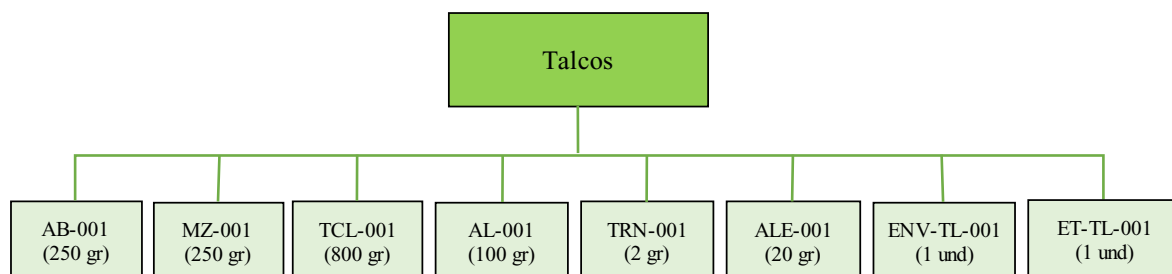 Talcos
AB-001
(250 gr)
MZ-001
(250 gr)
TCL-001
(800 gr)
AL-001
(100 gr)
TRN-001
(2 gr)
ALE-001
(20 gr)
ENV-TL-001
(1 und)
ET-TL-001
(1 und)